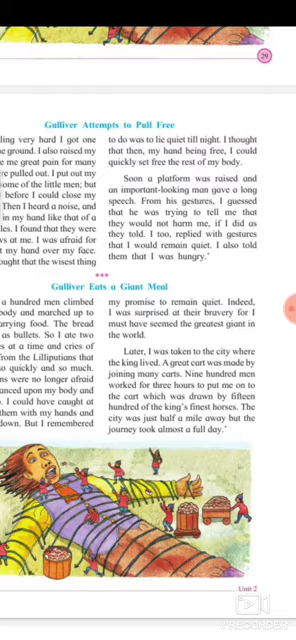 29
Gulliver Attempts to Pull Free
ling very hard I got one
e ground. I also raised my
e me great pain for many
re pulled out. I put out my
ome of the little men; but
before I could close my
Then I heard a noise, and
in my hand like that of a
les. I found that they were
vs at me. I was afraid for
t my hand over my face.
ought that the wisest thing
to do was to lie quiet till night. I thought
that then, my hand being free, I could
quickly set free the rest of my body.
Soon a platform was raised and
an important-looking man gave a long
speech. From his gestures, I guessed
that he was trying to tell me that
they would not harm me, if I did as
they told. I too, replied with gestures
that I would remain quiet. I also told
them that I was hungry.’
***
Gulliver Eats a Giant Meal
a hundred men climbed
body and marched up to
arrying food. The bread
as bullets. So I ate two
s at a time and cries of
from the Lilliputians that
so quickly and so much.
ns were no longer afraid
anced upon my body and
. I could have caught at
them with my hands and
down. But I remembered
my promise to remain quiet. Indeed,
I was surprised at their bravery for I
must have seemed the greatest giant in
the world.
Later, I was taken to the city where
the king lived. A great cart was made by
joining many carts. Nine hundred men
worked for three hours to put me on to
the cart which was drawn by fifteen
hundred of the king’s finest horses. The
city was just half a mile away but the
journey took almost a full day.’
Unit 2
RECORDER